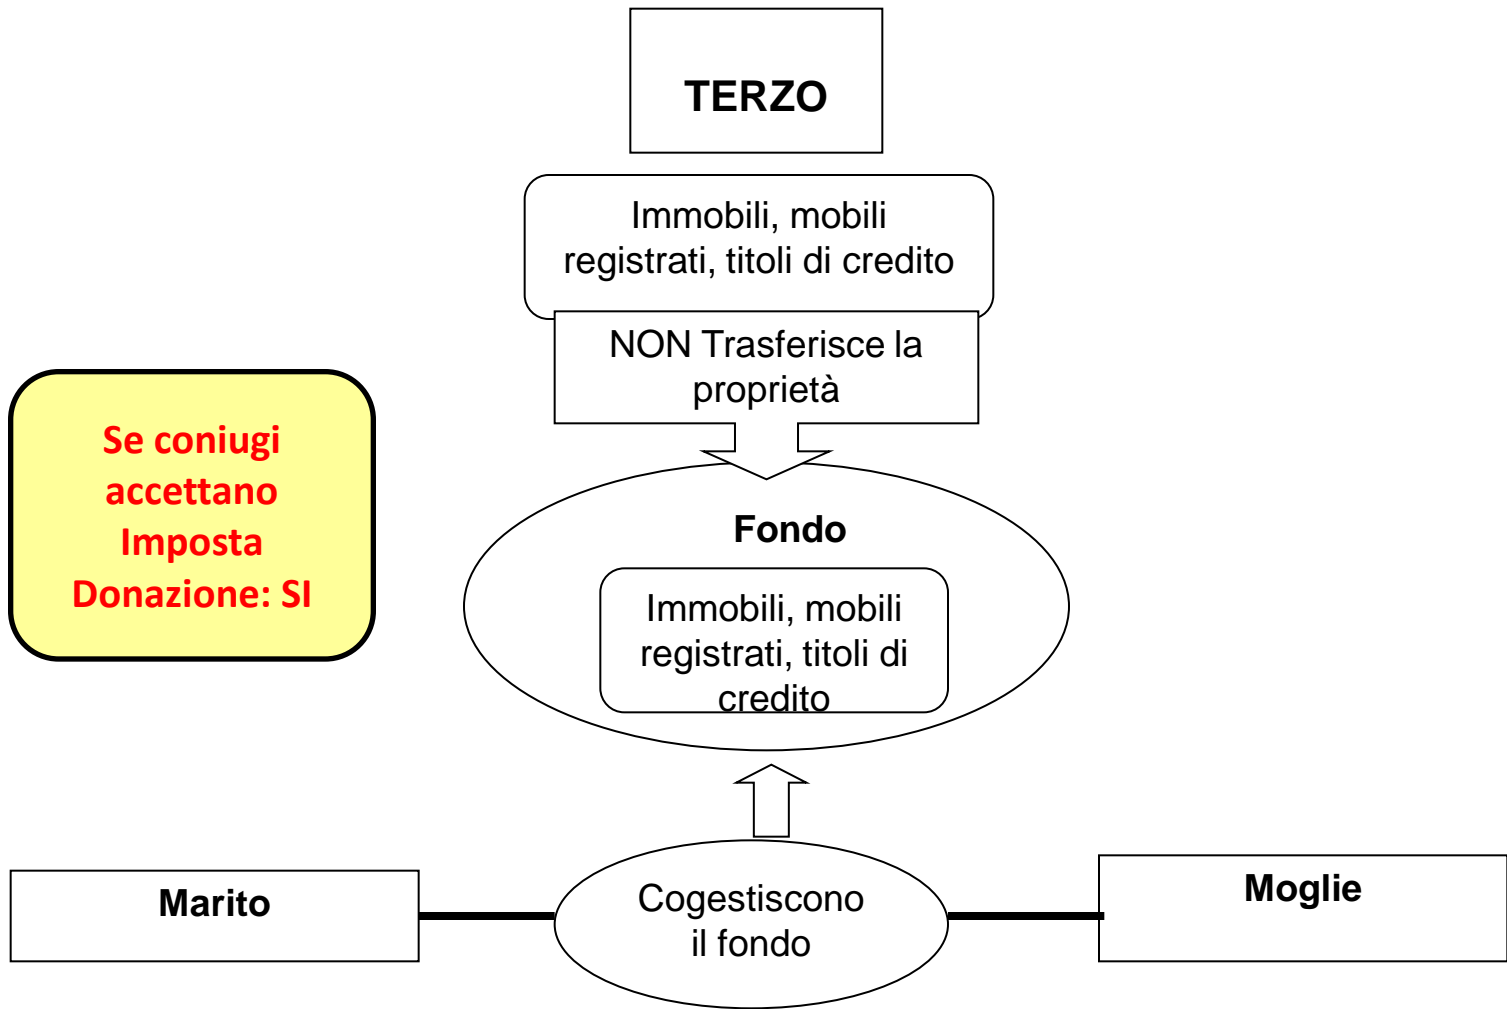 TERZO
Immobili, mobili
registrati, titoli di credito
NON Trasferisce la
proprietà
Se coniugi
accettano
Imposta
Donazione: SI
Fondo
Immobili, mobili
registrati, titoli di
credito
Marito
Cogestiscono
il fondo
Moglie